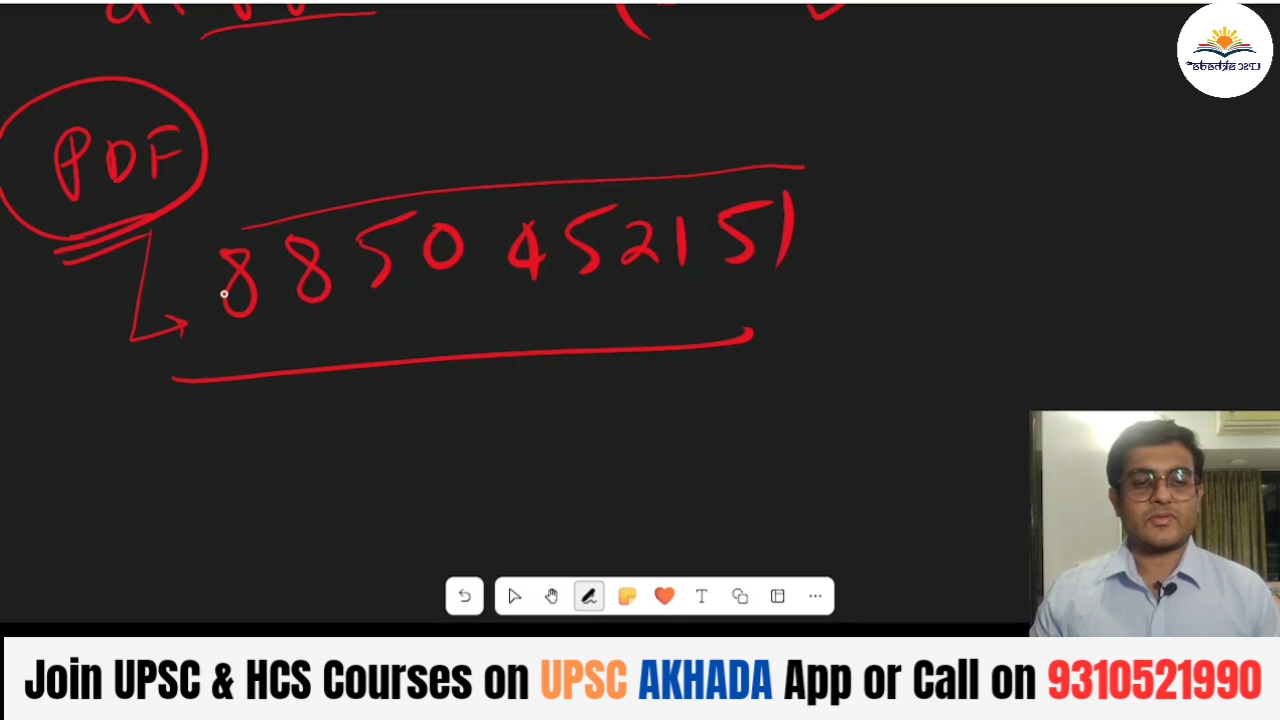 PDF
8850452151
Join UPSC & HCS Courses on UPSC AKHADA App or Call on 9310521990